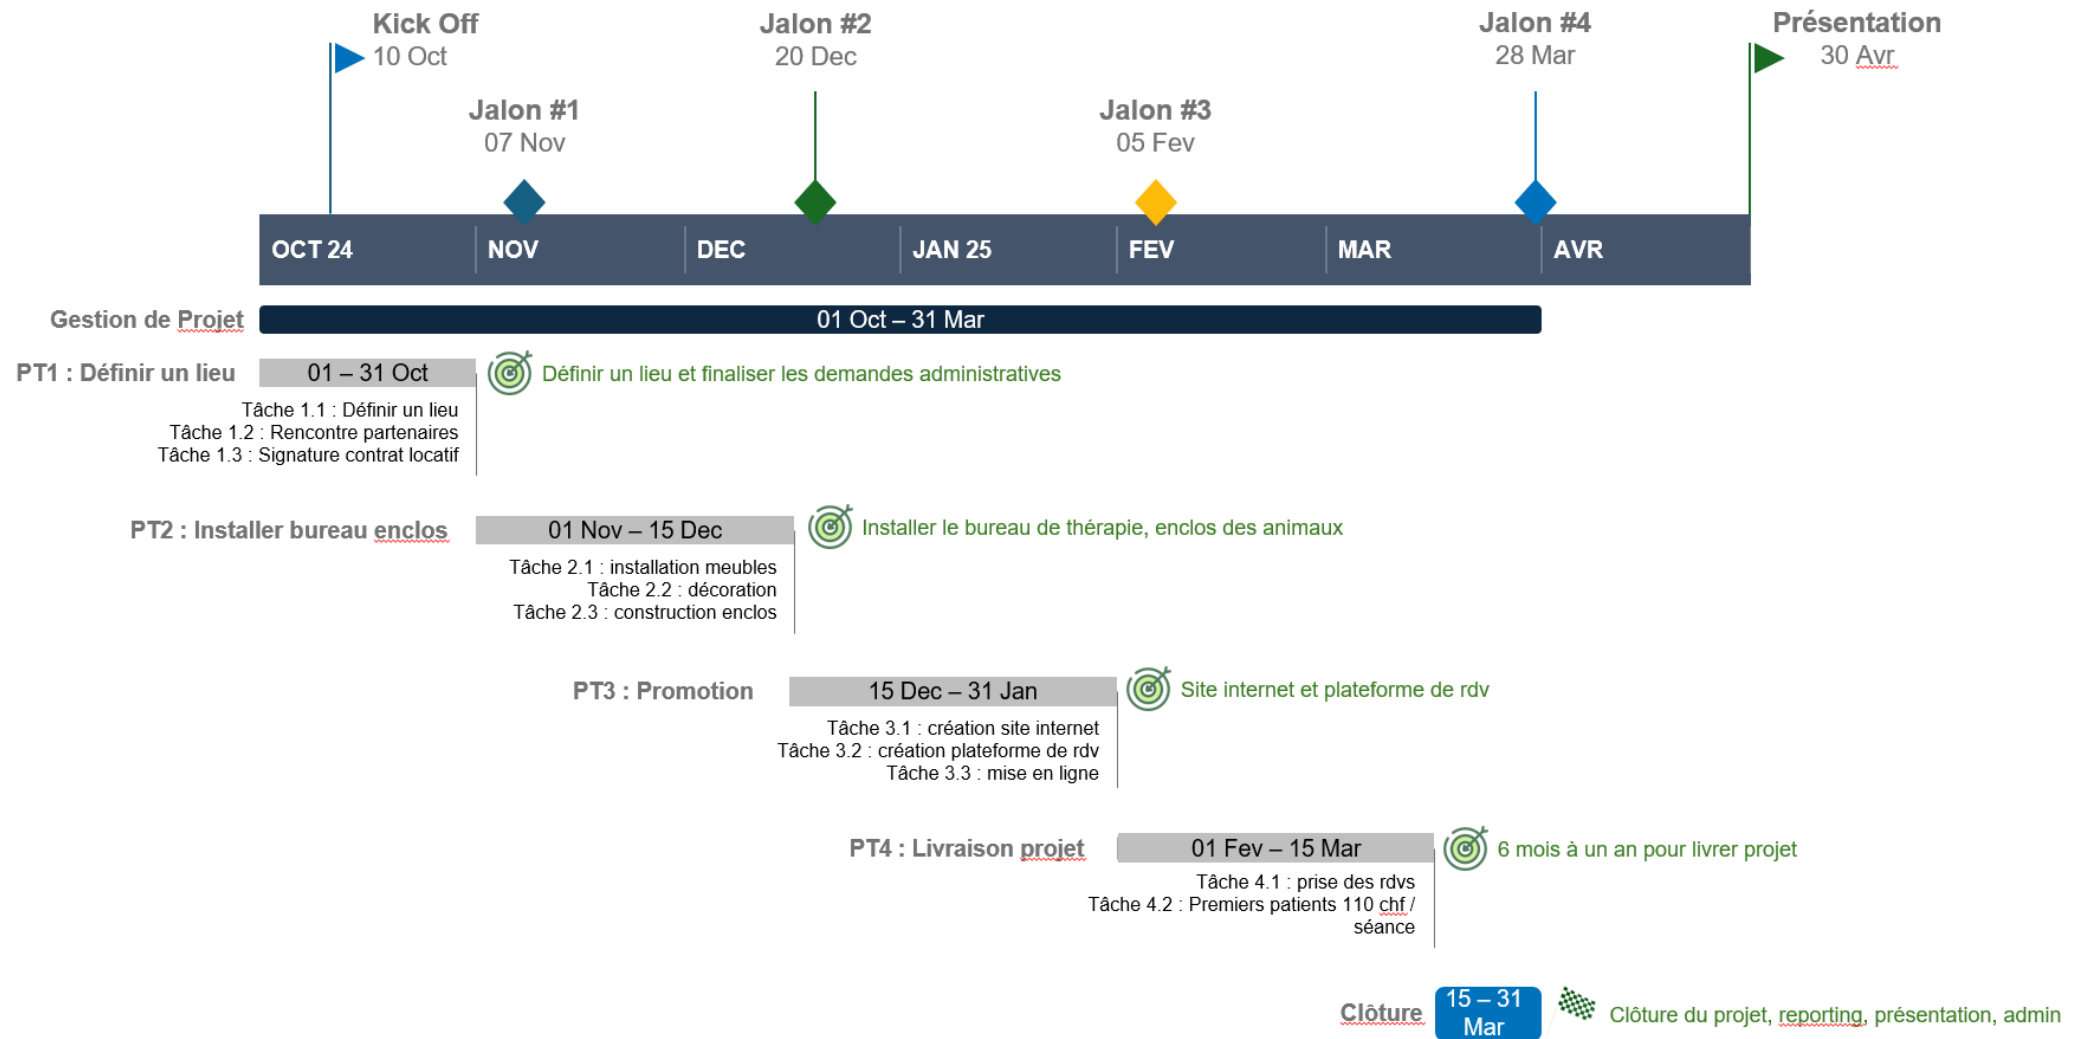 Kick Off
10 Oct
Jalon #1
07 Nov
Jalon #2
20 Dec
Jalon #3
05 Fev
Jalon #4
28 Mar
Présentation
30 Avr
OCT 24
NOV
DEC
JAN 25
FEV
MAR
AVR
Gestion de Projet
01 Oct – 31 Mar
PT1 : Définir un lieu
01 – 31 Oct
Définir un lieu et finaliser les demandes administratives
Tâche 1.1 : Définir un lieu
Tâche 1.2 : Rencontre partenaires
Tâche 1.3 : Signature contrat locatif
PT2 : Installer bureau enclos
01 Nov – 15 Dec
Installer le bureau de thérapie, enclos des animaux
Tâche 2.1 : installation meubles
Tâche 2.2 : décoration
Tâche 2.3 : construction enclos
PT3 : Promotion
15 Dec – 31 Jan
Site internet et plateforme de rdv
Tâche 3.1 : création site internet
Tâche 3.2 : création plateforme de rdv
Tâche 3.3 : mise en ligne
PT4 : Livraison projet
01 Fev – 15 Mar
6 mois à un an pour livrer projet
Tâche 4.1 : prise des rdvs
Tâche 4.2 : Premiers patients 110 chf /
séance
Clôture
15 – 31
Mar
Clôture du projet, reporting, présentation, admin